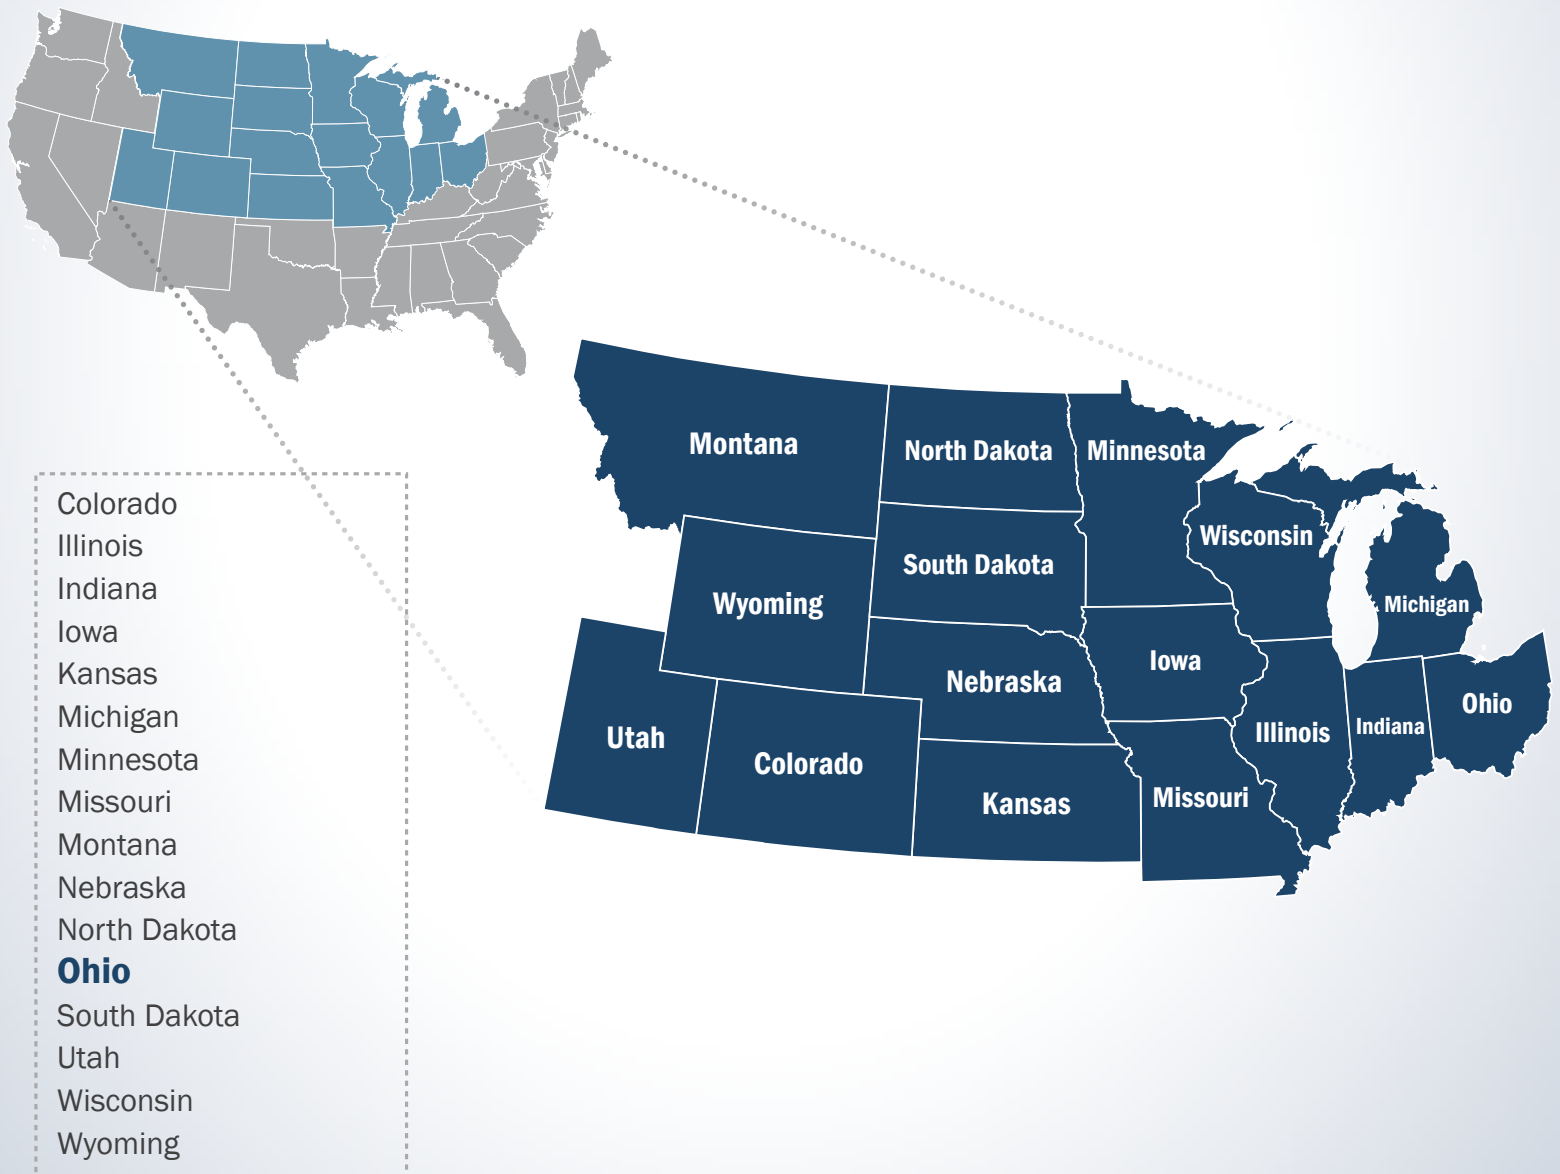 Montana
North Dakota
Minnesota
Wisconsin
South Dakota
Wyoming
Michigan
Iowa
Nebraska
Ohio
Utah
Illinois
Indiana
Colorado
Missouri
Kansas
Colorado
Illinois
Indiana
Iowa
Kansas
Michigan
Minnesota
Missouri
Montana
Nebraska
North Dakota
Ohio
South Dakota
Utah
Wisconsin
Wyoming